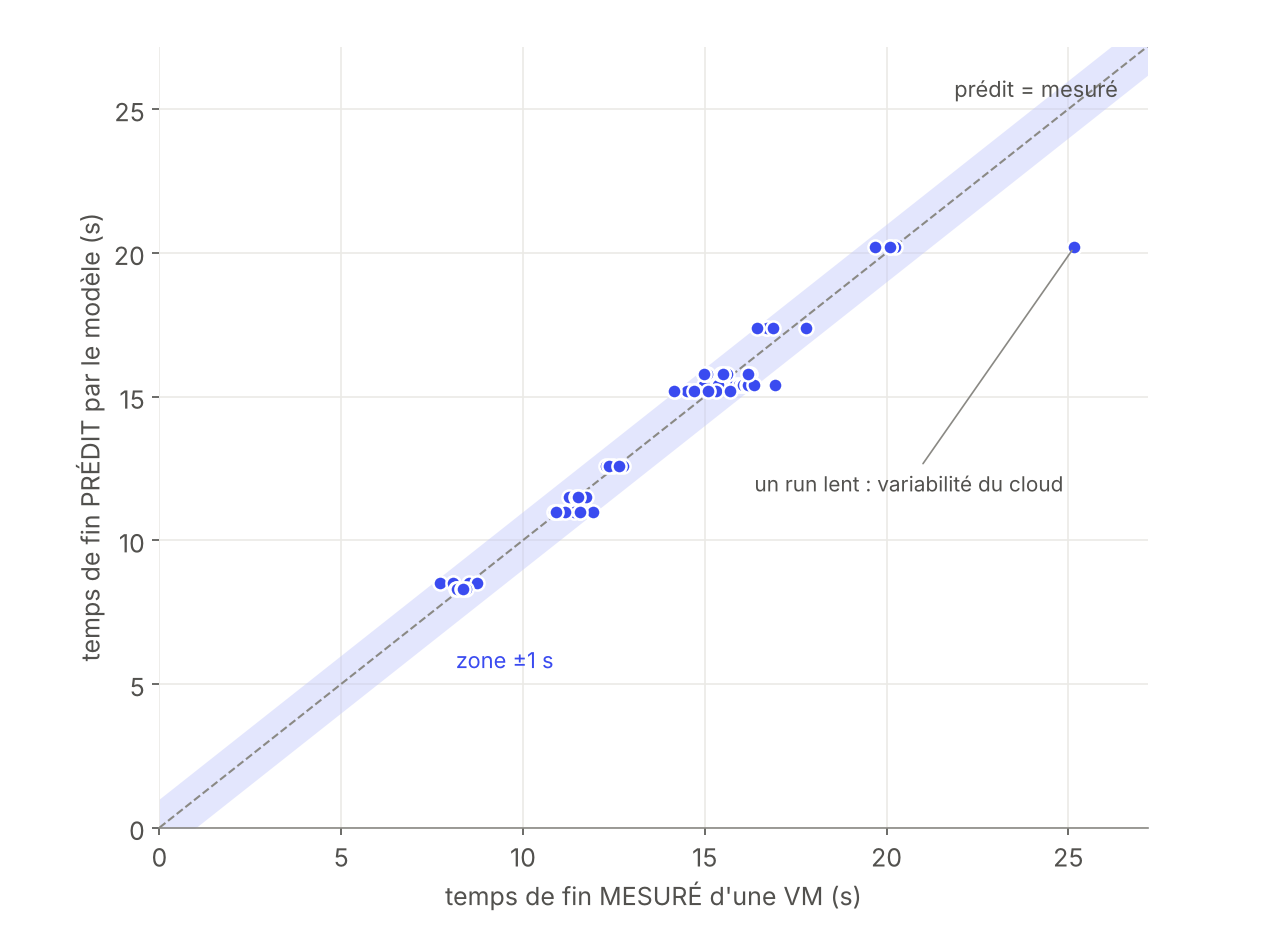 prédit = mesuré
25
20
15
10
5
0
temps de fin PRÉDIT par le modèle (s)
un run lent : variabilité du cloud
zone ±1 s
0 5 10 15 20 25
temps de fin MESURÉ d'une VM (s)